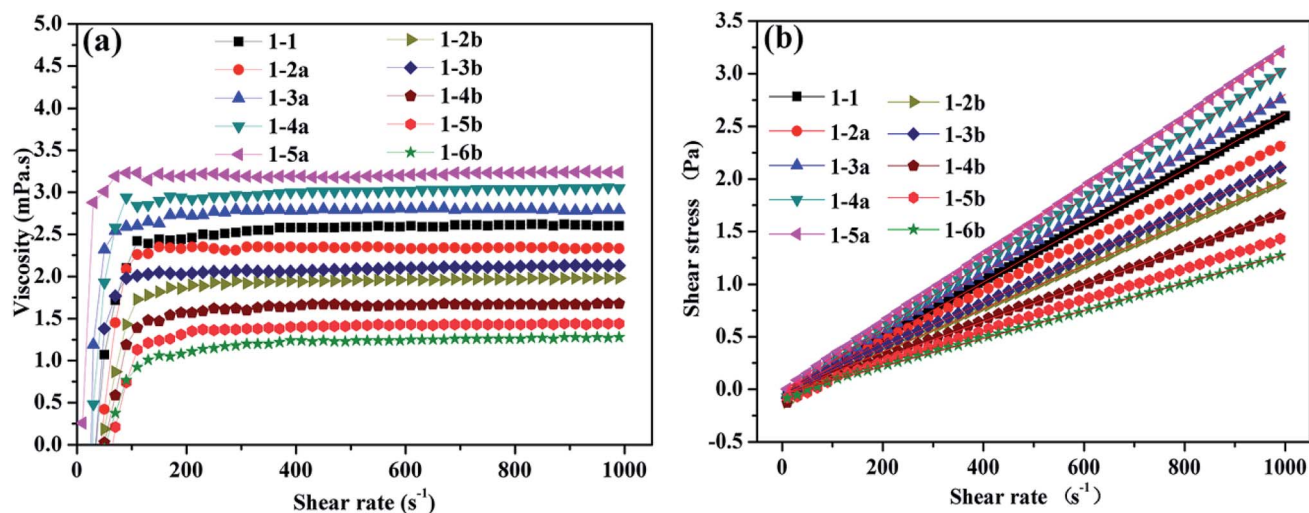 (a)
1-1
1-2a
1-3a
1-4a
1-5a
1-2b
1-3b
1-4b
1-5b
1-6b
Viscosity (mPa.s)
5.0
4.5
4.0
3.5
3.0
2.5
2.0
1.5
1.0
0.5
0.0
0 200 400 600 800 1000
Shear rate (s⁻¹)
(b)
1-1
1-2a
1-3a
1-4a
1-5a
1-2b
1-3b
1-4b
1-5b
1-6b
Shear stress (Pa)
3.5
3.0
2.5
2.0
1.5
1.0
0.5
0.0
-0.5
0 200 400 600 800 1000
Shear rate （s⁻¹）